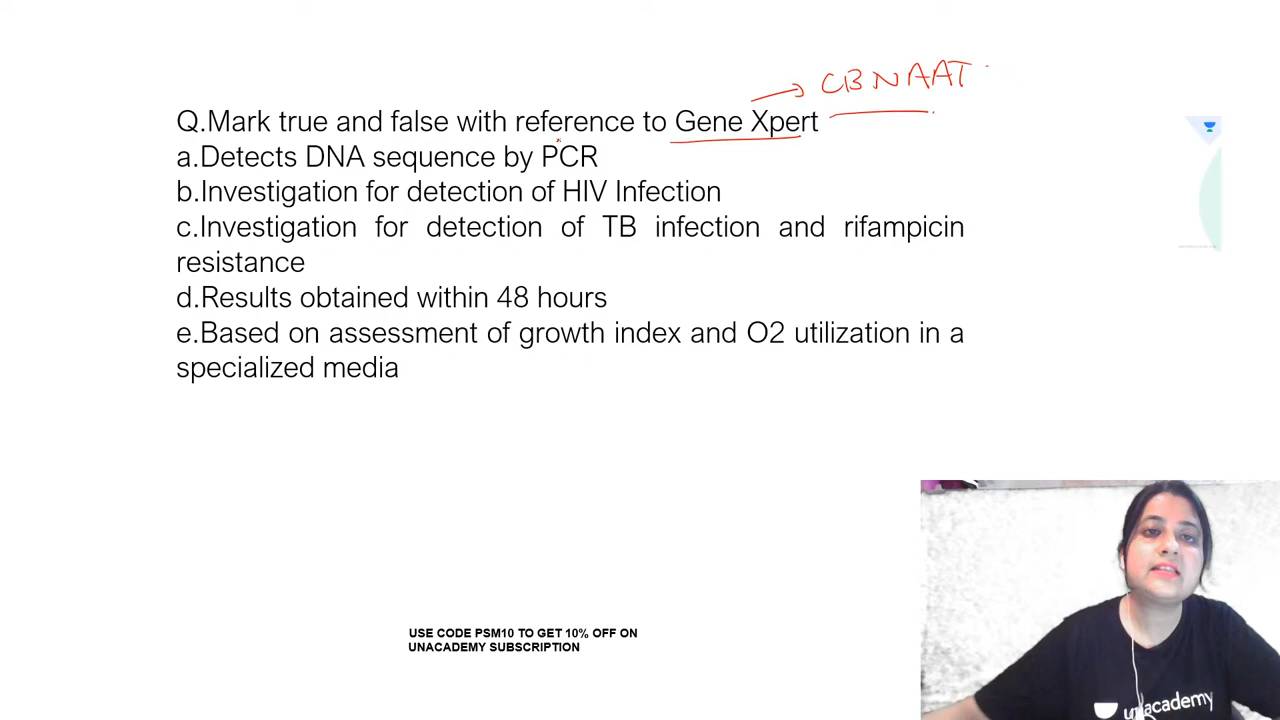 CBNAAT
Q.Mark true and false with reference to Gene Xpert
a.Detects DNA sequence by PCR
b.Investigation for detection of HIV Infection
c.Investigation for detection of TB infection and rifampicin
resistance
d.Results obtained within 48 hours
e.Based on assessment of growth index and O2 utilization in a
specialized media
USE CODE PSM10 TO GET 10% OFF ON
UNACADEMY SUBSCRIPTION
unacademy